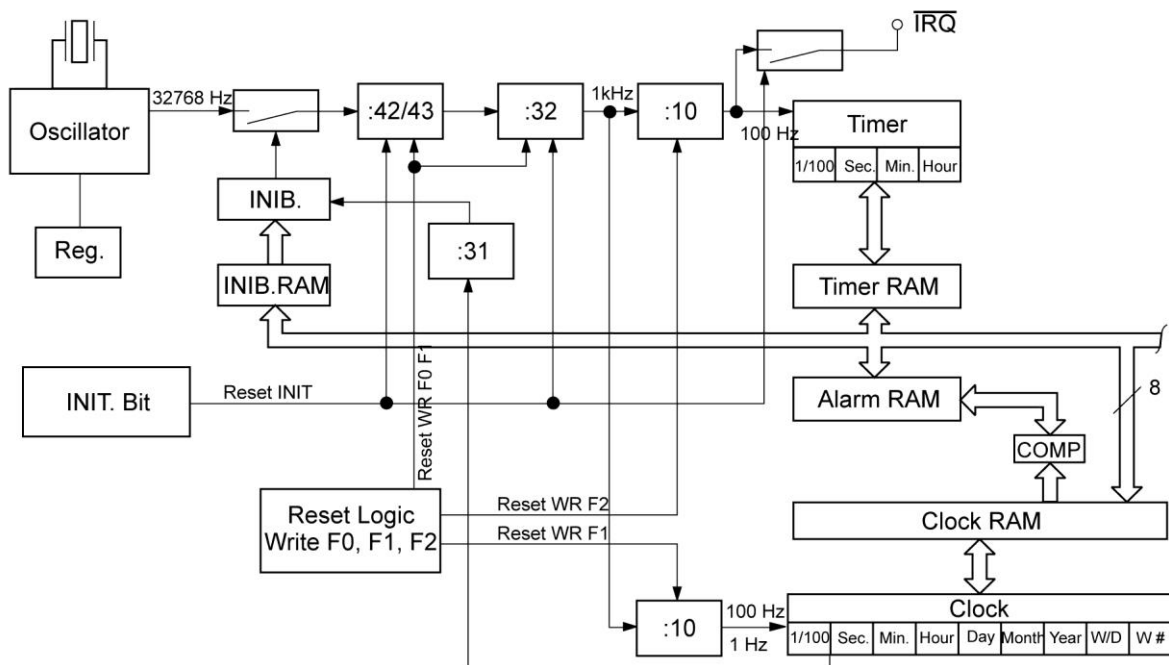 IRQ
32768 Hz
Oscillator
:42/43
:32
1kHz
:10
100 Hz
Timer
1/100 Sec. Min. Hour
INIB.
Reg.
:31
INIB.RAM
Timer RAM
INIT. Bit
Reset INIT
Reset WR F0 F1
Alarm RAM
8
COMP
Reset Logic
Write F0, F1, F2
Reset WR F2
Reset WR F1
Clock RAM
:10
100 Hz
1 Hz
Clock
1/100 Sec. Min. Hour Day Month Year W/D W #